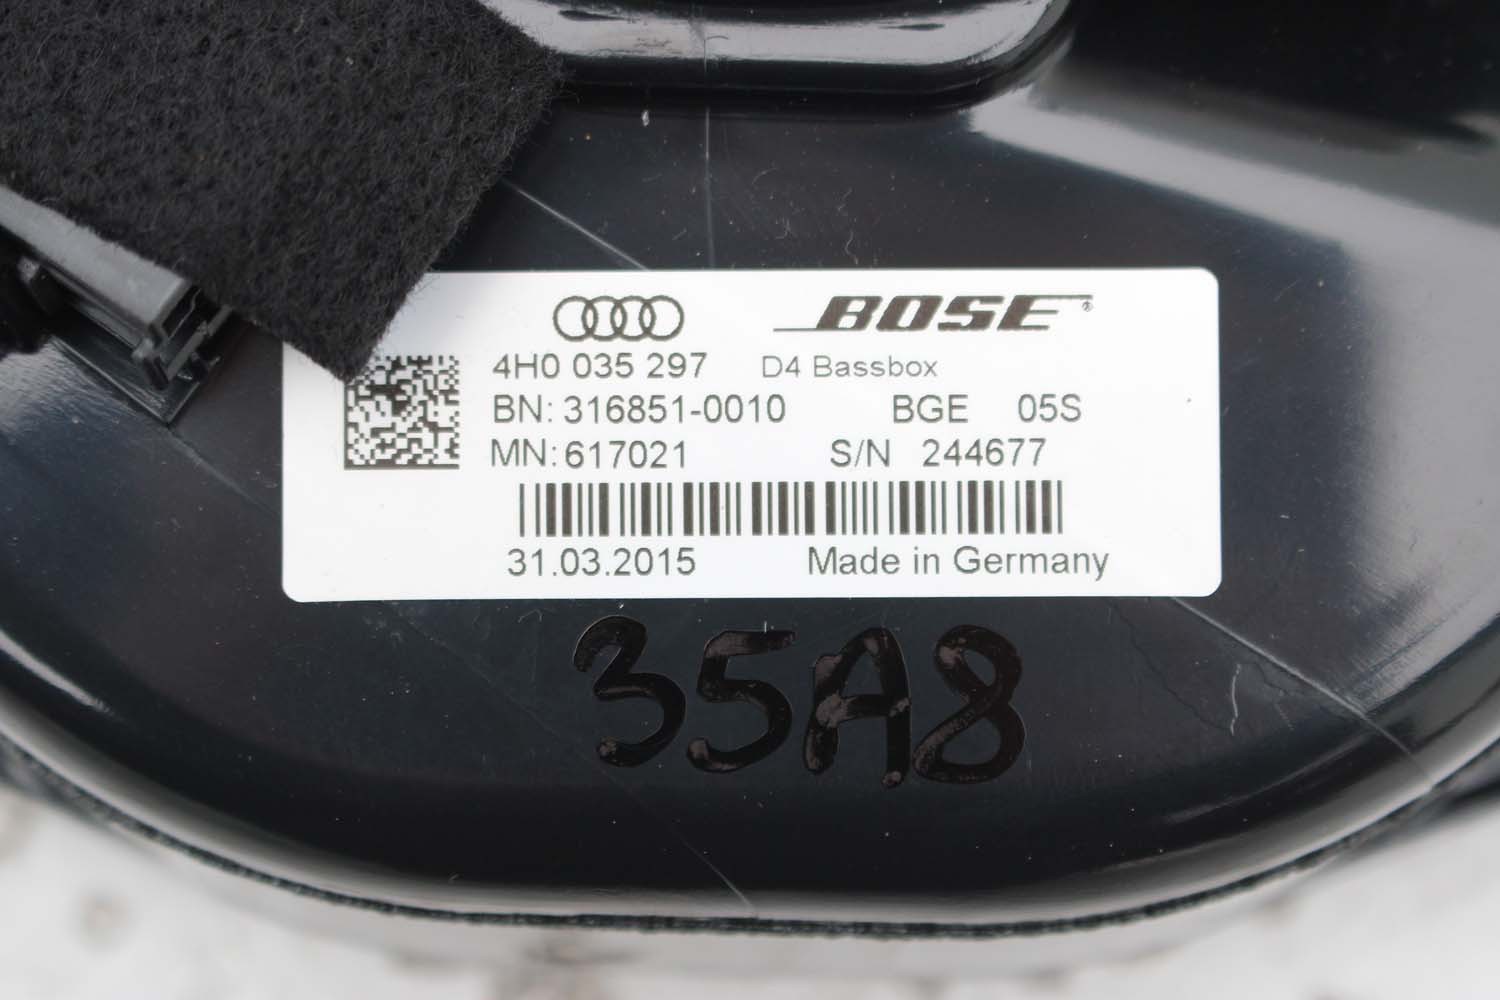 BOSE®
4H0 035 297 D4 Bassbox
BN: 316851-0010 BGE 05S
MN: 617021 S/N 244677
31.03.2015 Made in Germany
35A8